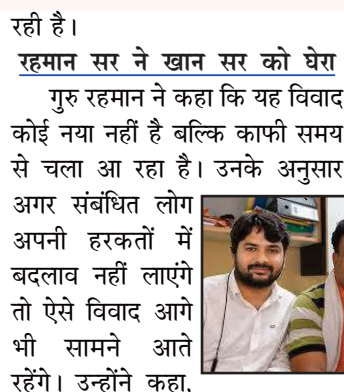 रही है।
रहमान सर ने खान सर को घेरा
गुरु रहमान ने कहा कि यह विवाद
कोई नया नहीं है बल्कि काफी समय
से चला आ रहा है। उनके अनुसार
अगर संबंधित लोग
अपनी हरकतों में
बदलाव नहीं लाएंगे
तो ऐसे विवाद आगे
भी सामने आते
रहेंगे। उन्होंने कहा,